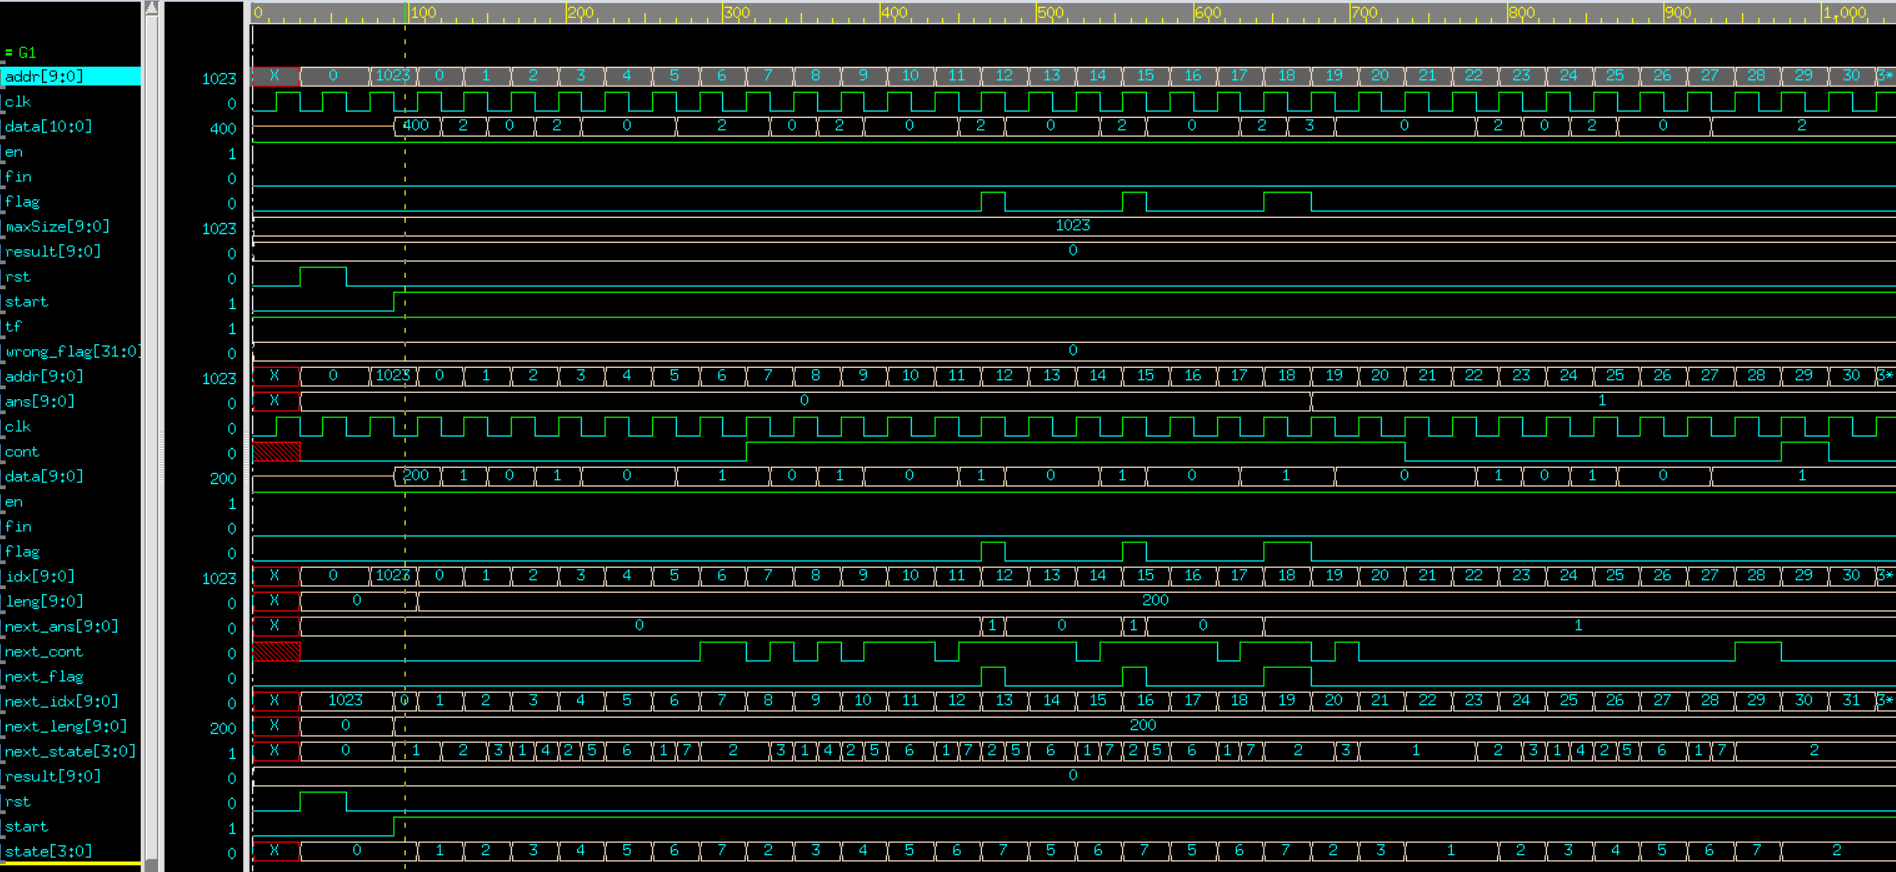 0 100 200 300 400 500 600 700 800 900 1,000
= G1
addr[9:0] 1023 X 0 1023 0 1 2 3 4 5 6 7 8 9 10 11 12 13 14 15 16 17 18 19 20 21 22 23 24 25 26 27 28 29 30 3*
clk 0
data[10:0] 400 400 2 0 2 0 2 0 2 0 2 0 2 0 2 3 0 2 0 2 0 2
en 1
fin 0
flag 0
maxSize[9:0] 1023 1023
result[9:0] 0 0
rst 0
start 1
tf 1
wrong_flag[31:0] 0 0
addr[9:0] 1023 X 0 1023 0 1 2 3 4 5 6 7 8 9 10 11 12 13 14 15 16 17 18 19 20 21 22 23 24 25 26 27 28 29 30 3*
ans[9:0] 0 X 0 1
clk 0
cont 0
data[9:0] 200 200 1 0 1 0 1 0 1 0 1 0 1 0 1 0 1 0 1 0 1
en 1
fin 0
flag 0
idx[9:0] 1023 X 0 1023 0 1 2 3 4 5 6 7 8 9 10 11 12 13 14 15 16 17 18 19 20 21 22 23 24 25 26 27 28 29 30 3*
leng[9:0] 0 X 0 200
next_ans[9:0] 0 X 0 1 0 1 0 1
next_cont 0
next_flag 0
next_idx[9:0] 0 X 1023 0 1 2 3 4 5 6 7 8 9 10 11 12 13 14 15 16 17 18 19 20 21 22 23 24 25 26 27 28 29 30 31 3*
next_leng[9:0] 200 X 0 200
next_state[3:0] 1 X 0 1 2 3 1 4 2 5 6 1 7 2 3 1 4 2 5 6 1 7 2 5 6 1 7 2 5 6 1 7 2 3 1 2 3 1 4 2 5 6 1 7 2
result[9:0] 0 0
rst 0
start 1
state[3:0] 0 X 0 1 2 3 4 5 6 7 2 3 4 5 6 7 5 6 7 5 6 7 2 3 1 2 3 4 5 6 7 2